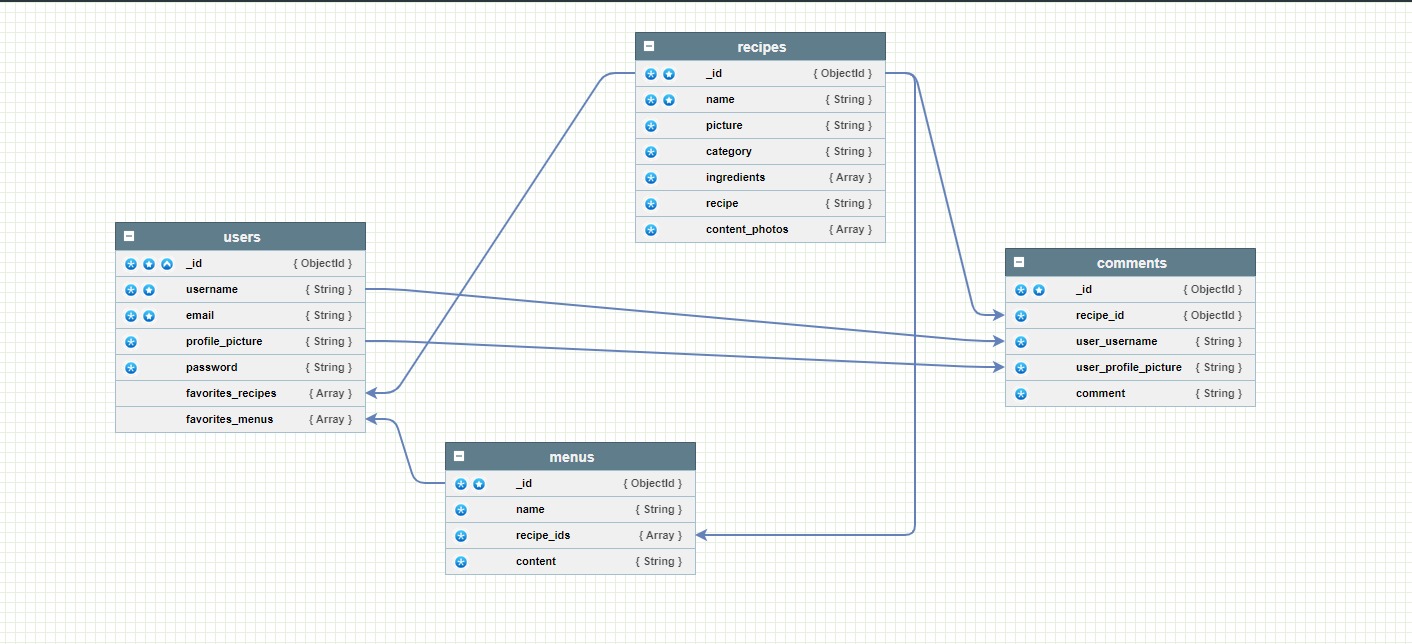 recipes
_id { ObjectId }
name { String }
picture { String }
category { String }
ingredients { Array }
recipe { String }
content_photos { Array }
users
_id { ObjectId }
username { String }
email { String }
profile_picture { String }
password { String }
favorites_recipes { Array }
favorites_menus { Array }
comments
_id { ObjectId }
recipe_id { ObjectId }
user_username { String }
user_profile_picture { String }
comment { String }
menus
_id { ObjectId }
name { String }
recipe_ids { Array }
content { String }